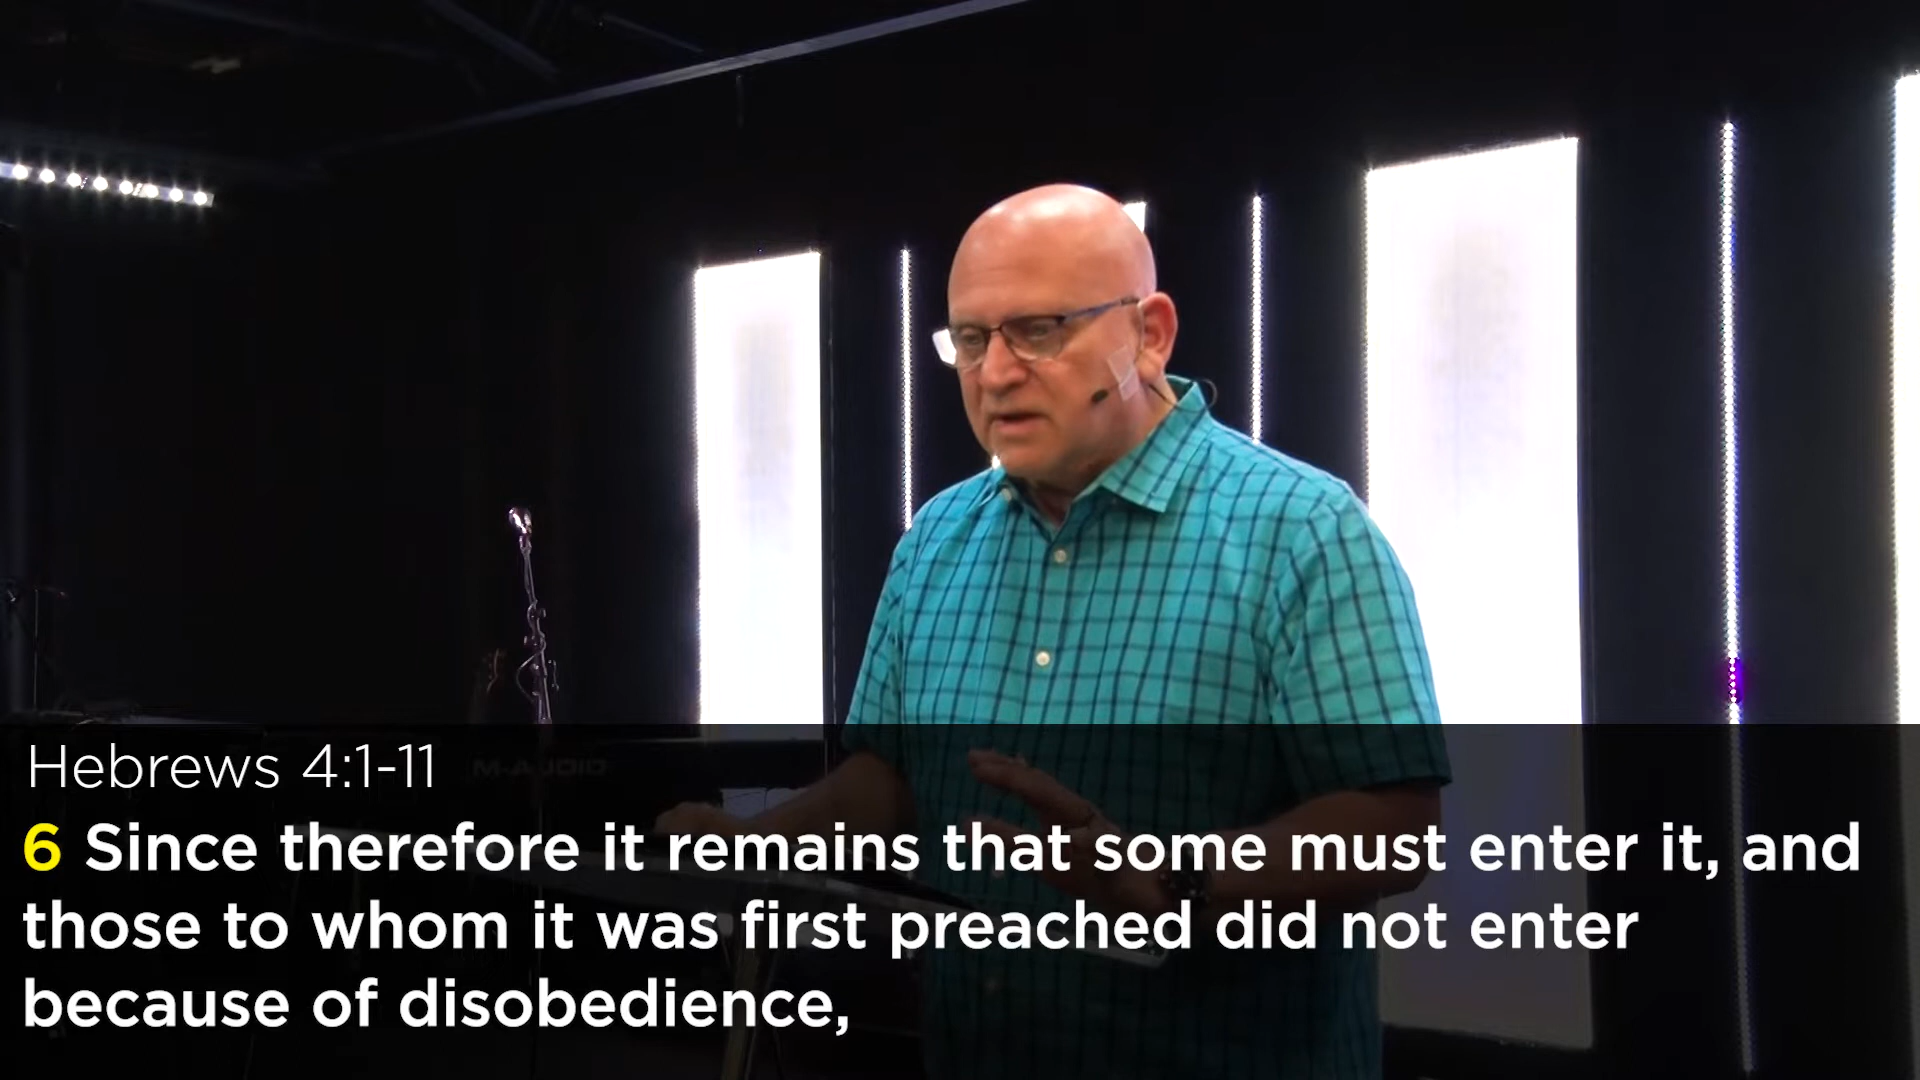 Hebrews 4:1-11
M-AUDIO
6 Since therefore it remains that some must enter it, and
those to whom it was first preached did not enter
because of disobedience,